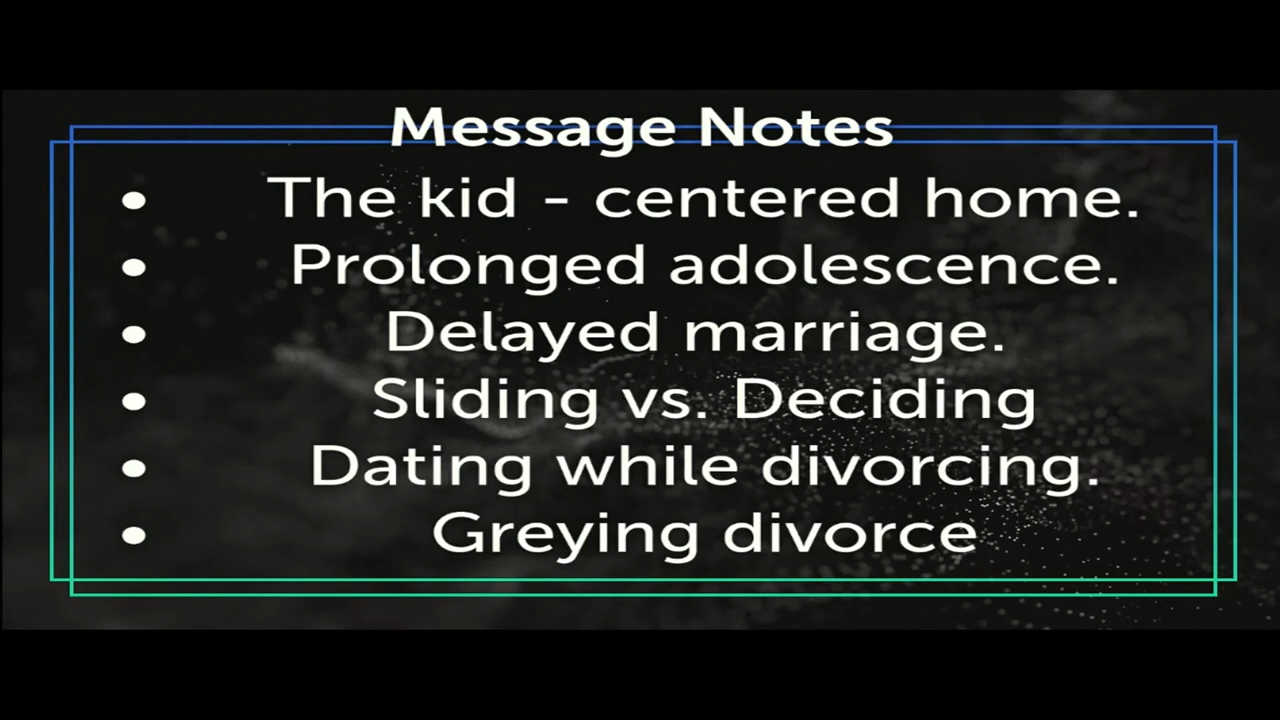 Message Notes
• The kid - centered home.
• Prolonged adolescence.
• Delayed marriage.
• Sliding vs. Deciding
• Dating while divorcing.
• Greying divorce